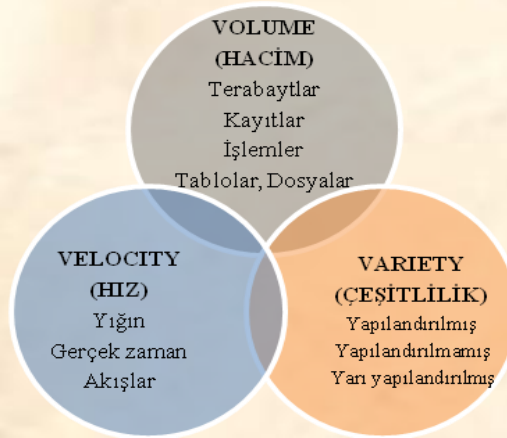 VOLUME
(HACİM)
Terabaytlar
Kayıtlar
İşlemler
Tablolar, Dosyalar
VELOCITY
(HIZ)
Yığın
Gerçek zaman
Akışlar
VARIETY
(ÇEŞİTLİLİK)
Yapılandırılmış
Yapılandırılmamış
Yarı yapılandırılmış